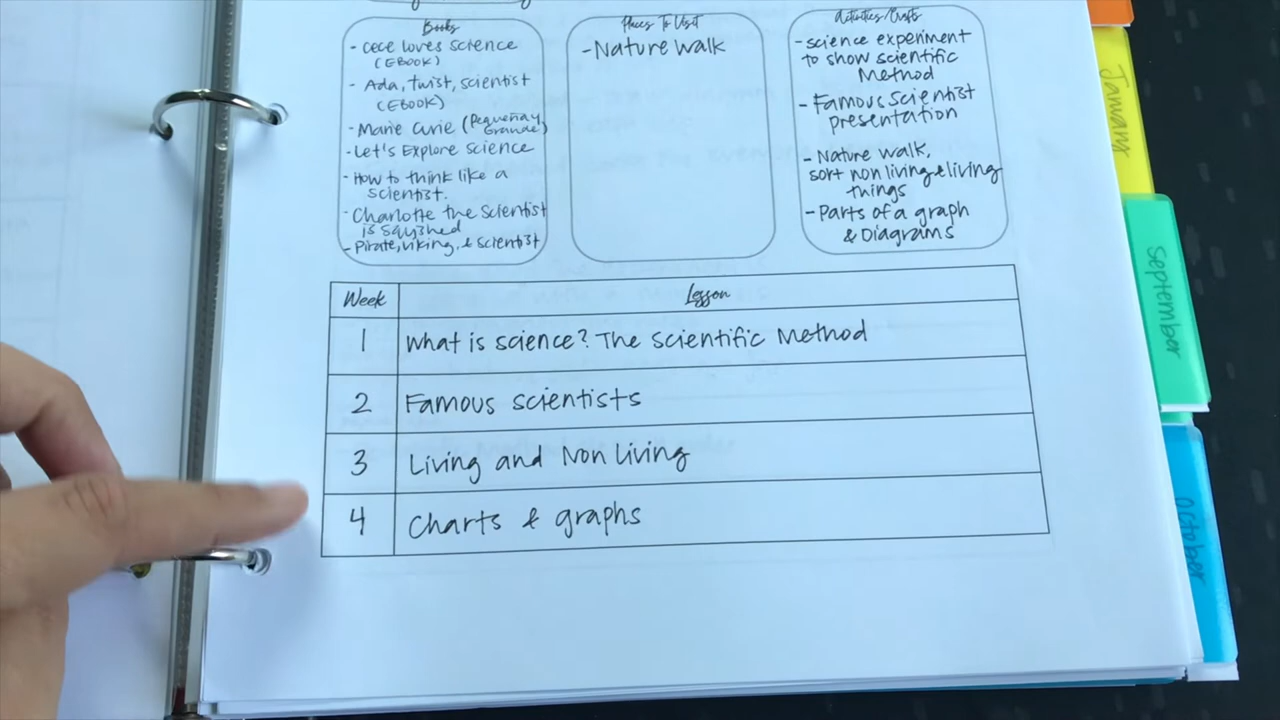 Books
- Cece loves science
(EBOOK)
- Ada, twist, scientist
(EBOOK)
- Marie Curie (Pequeña y
Grande)
- Let's Explore science
- How to think like a
scientist.
- Charlotte the Scientist
is squished
- Pirate, viking, & scientist
Places To Visit
- Nature walk
Activities/Crafts
- science experiment
to show scientific
Method
- Famous scientist
presentation
- Nature walk,
sort non living & living
things
- Parts of a graph
& Diagrams
Week Lesson
1 What is science? The Scientific Method
2 Famous scientists
3 Living and Non Living
4 Charts & graphs
January
September
October